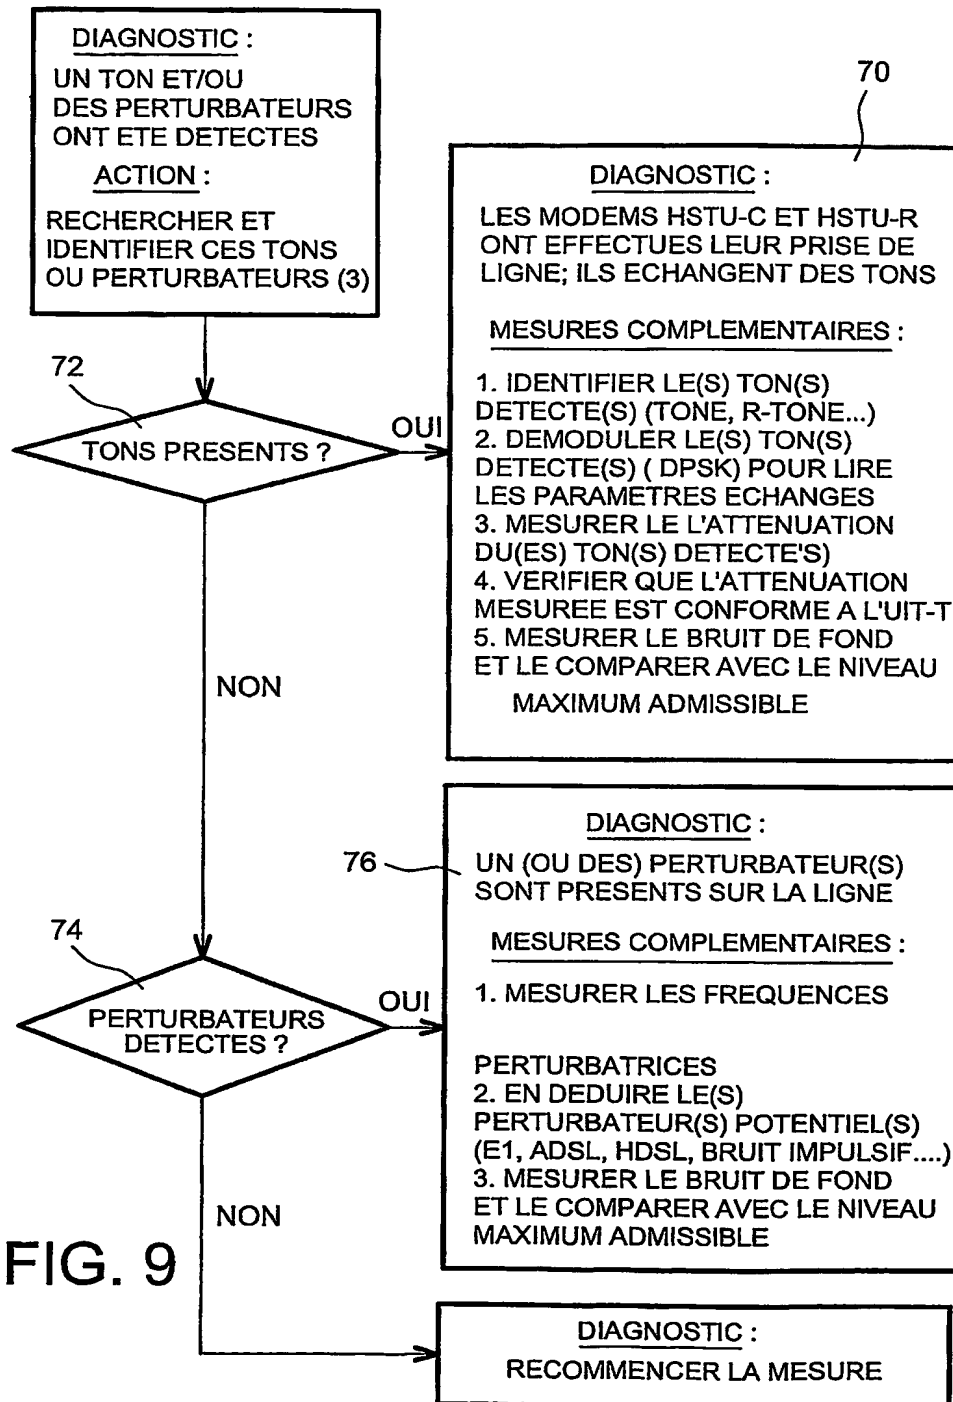 DIAGNOSTIC :
UN TON ET/OU
DES PERTURBATEURS
ONT ETE DETECTES
ACTION :
RECHERCHER ET
IDENTIFIER CES TONS
OU PERTURBATEURS (3)
70
DIAGNOSTIC :
LES MODEMS HSTU-C ET HSTU-R
ONT EFFECTUES LEUR PRISE DE
LIGNE; ILS ECHANGENT DES TONS
MESURES COMPLEMENTAIRES :
1. IDENTIFIER LE(S) TON(S)
DETECTE(S) (TONE, R-TONE...)
2. DEMODULER LE(S) TON(S)
DETECTE(S) ( DPSK) POUR LIRE
LES PARAMETRES ECHANGES
3. MESURER LE L'ATTENUATION
DU(ES) TON(S) DETECTE'S)
4. VERIFIER QUE L'ATTENUATION
MESUREE EST CONFORME A L'UIT-T
5. MESURER LE BRUIT DE FOND
ET LE COMPARER AVEC LE NIVEAU
MAXIMUM ADMISSIBLE
72
TONS PRESENTS ?
OUI
NON
76
DIAGNOSTIC :
UN (OU DES) PERTURBATEUR(S)
SONT PRESENTS SUR LA LIGNE
MESURES COMPLEMENTAIRES :
1. MESURER LES FREQUENCES
PERTURBATRICES
2. EN DEDUIRE LE(S)
PERTURBATEUR(S) POTENTIEL(S)
(E1, ADSL, HDSL, BRUIT IMPULSIF....)
3. MESURER LE BRUIT DE FOND
ET LE COMPARER AVEC LE NIVEAU
MAXIMUM ADMISSIBLE
74
PERTURBATEURS
DETECTES ?
OUI
NON
DIAGNOSTIC :
RECOMMENCER LA MESURE
FIG. 9